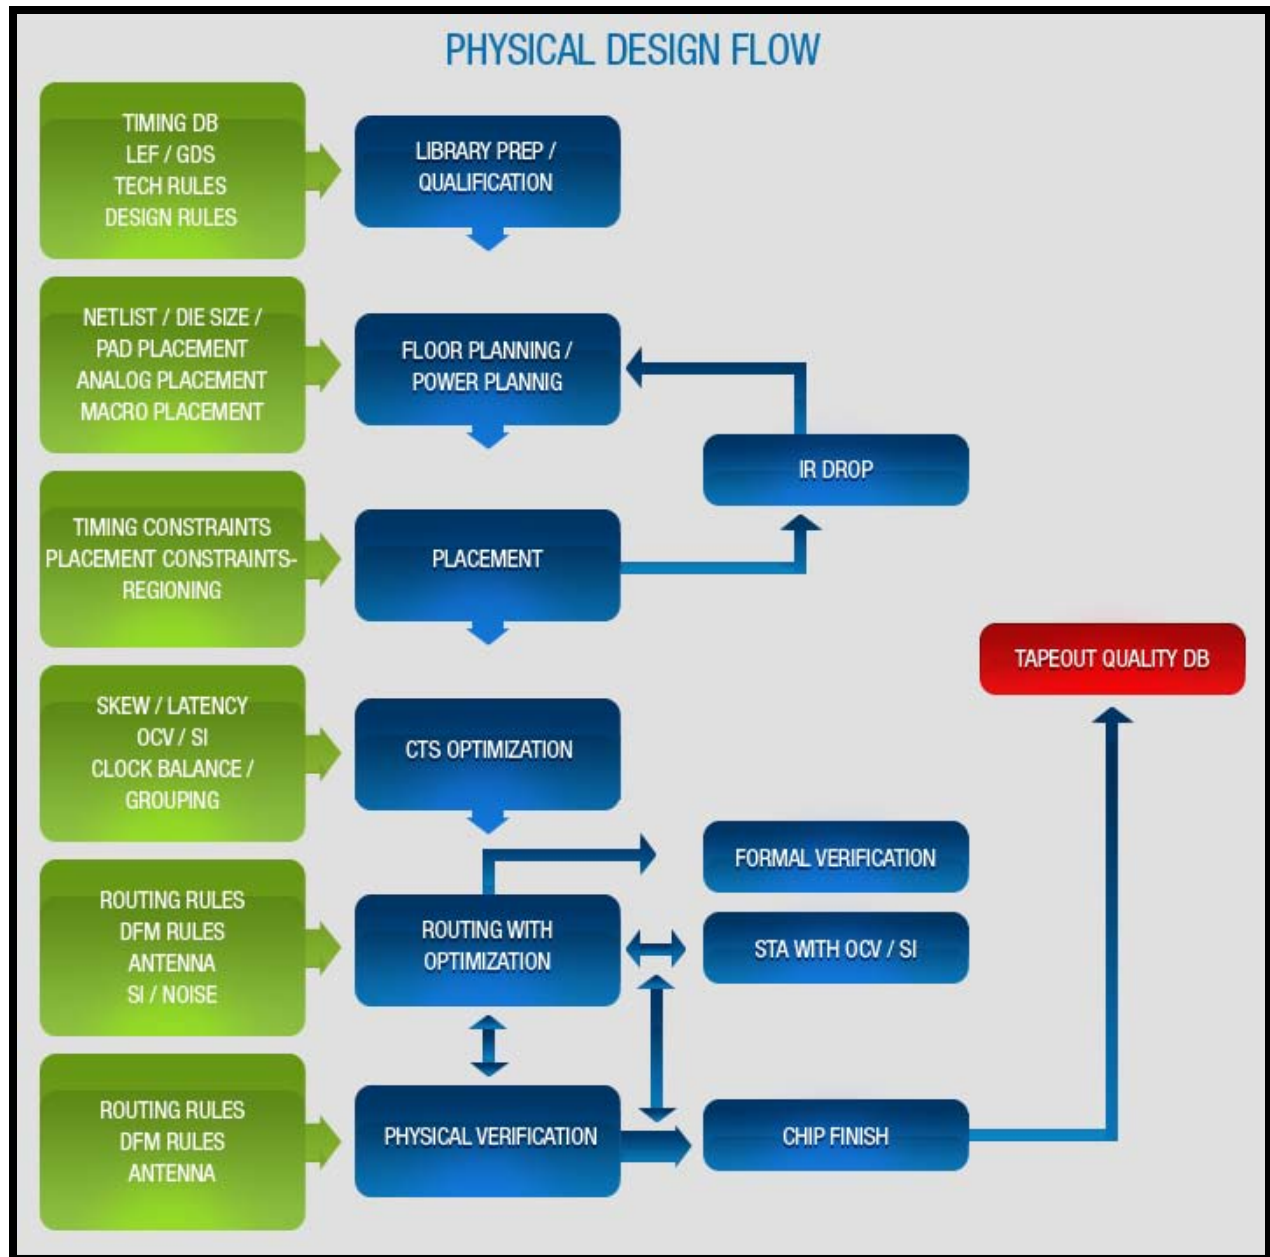 PHYSICAL DESIGN FLOW
TIMING DB
LEF / GDS
TECH RULES
DESIGN RULES
LIBRARY PREP /
QUALIFICATION
NETLIST / DIE SIZE /
PAD PLACEMENT
ANALOG PLACEMENT
MACRO PLACEMENT
FLOOR PLANNING /
POWER PLANNIG
IR DROP
TIMING CONSTRAINTS
PLACEMENT CONSTRAINTS-
REGIONING
PLACEMENT
TAPEOUT QUALITY DB
SKEW / LATENCY
OCV / SI
CLOCK BALANCE /
GROUPING
CTS OPTIMIZATION
FORMAL VERIFICATION
ROUTING RULES
DFM RULES
ANTENNA
SI / NOISE
ROUTING WITH
OPTIMIZATION
STA WITH OCV / SI
ROUTING RULES
DFM RULES
ANTENNA
PHYSICAL VERIFICATION
CHIP FINISH